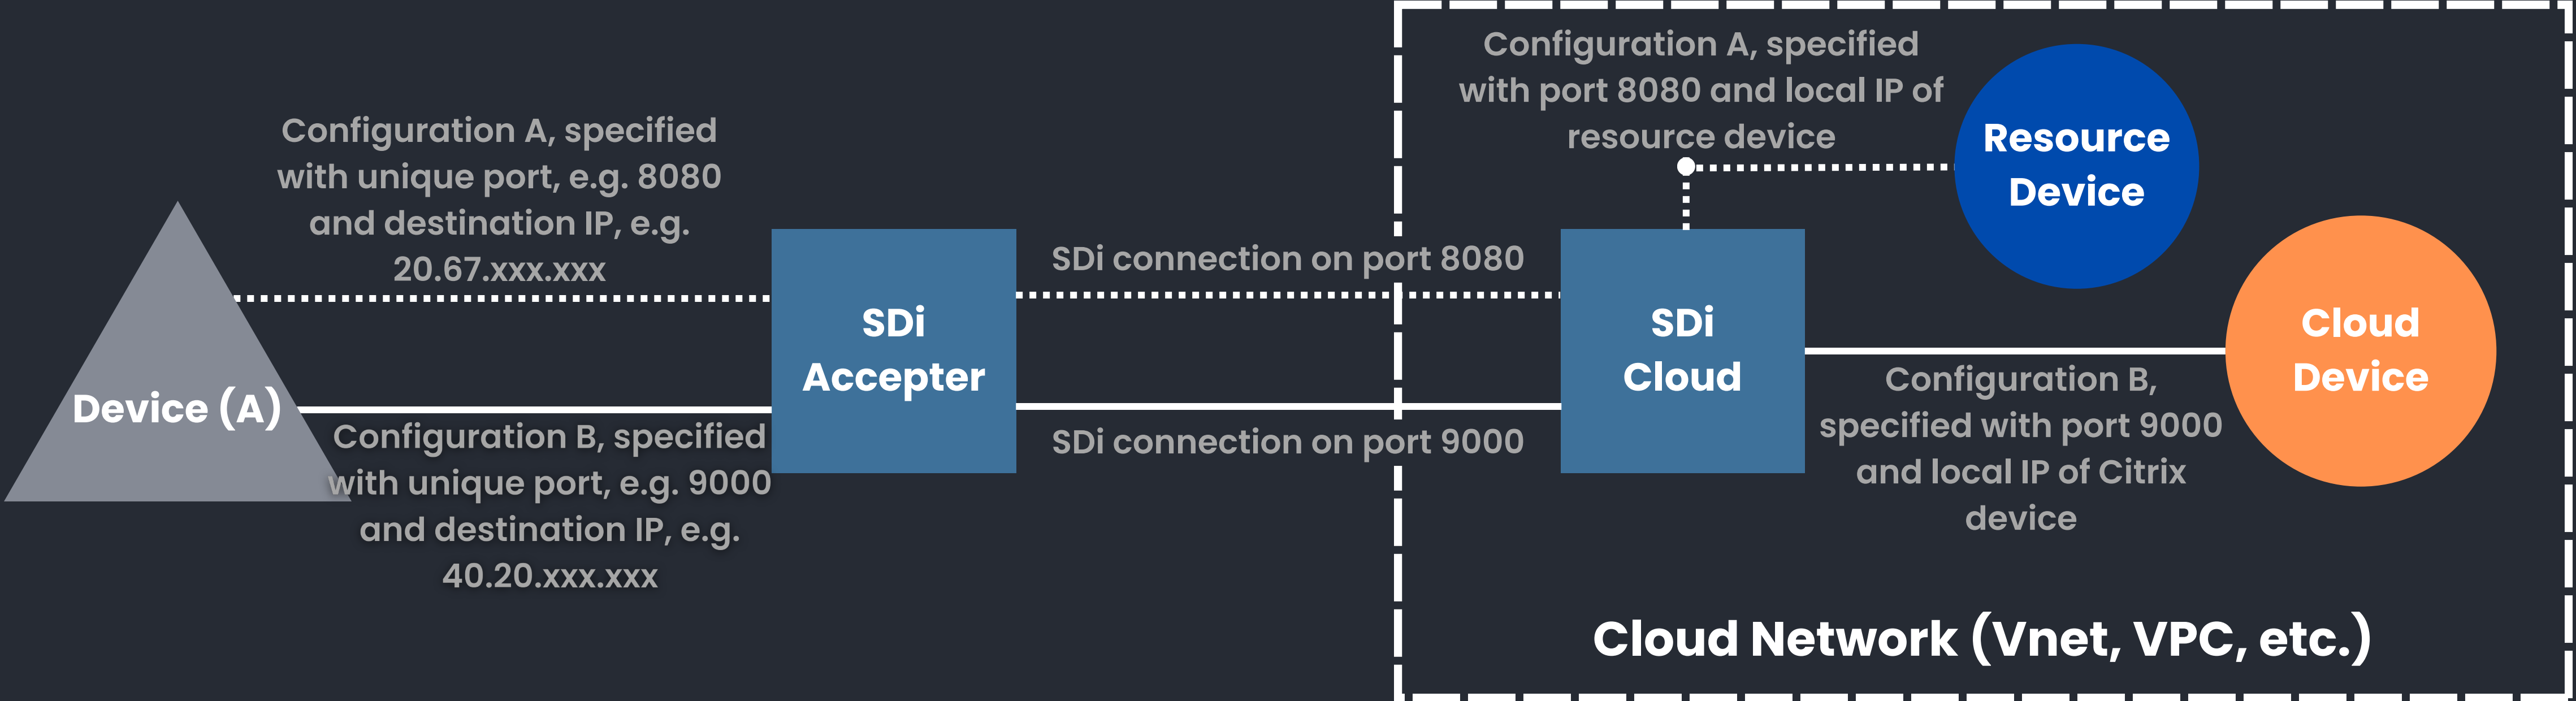 Configuration A, specified
with unique port, e.g. 8080
and destination IP, e.g.
20.67.xxx.xxx
Device (A)
Configuration B, specified
with unique port, e.g. 9000
and destination IP, e.g.
40.20.xxx.xxx
SDi
Accepter
SDi connection on port 8080
SDi connection on port 9000
Configuration A, specified
with port 8080 and local IP of
resource device
Resource
Device
SDi
Cloud
Configuration B,
specified with port 9000
and local IP of Citrix
device
Cloud
Device
Cloud Network (Vnet, VPC, etc.)